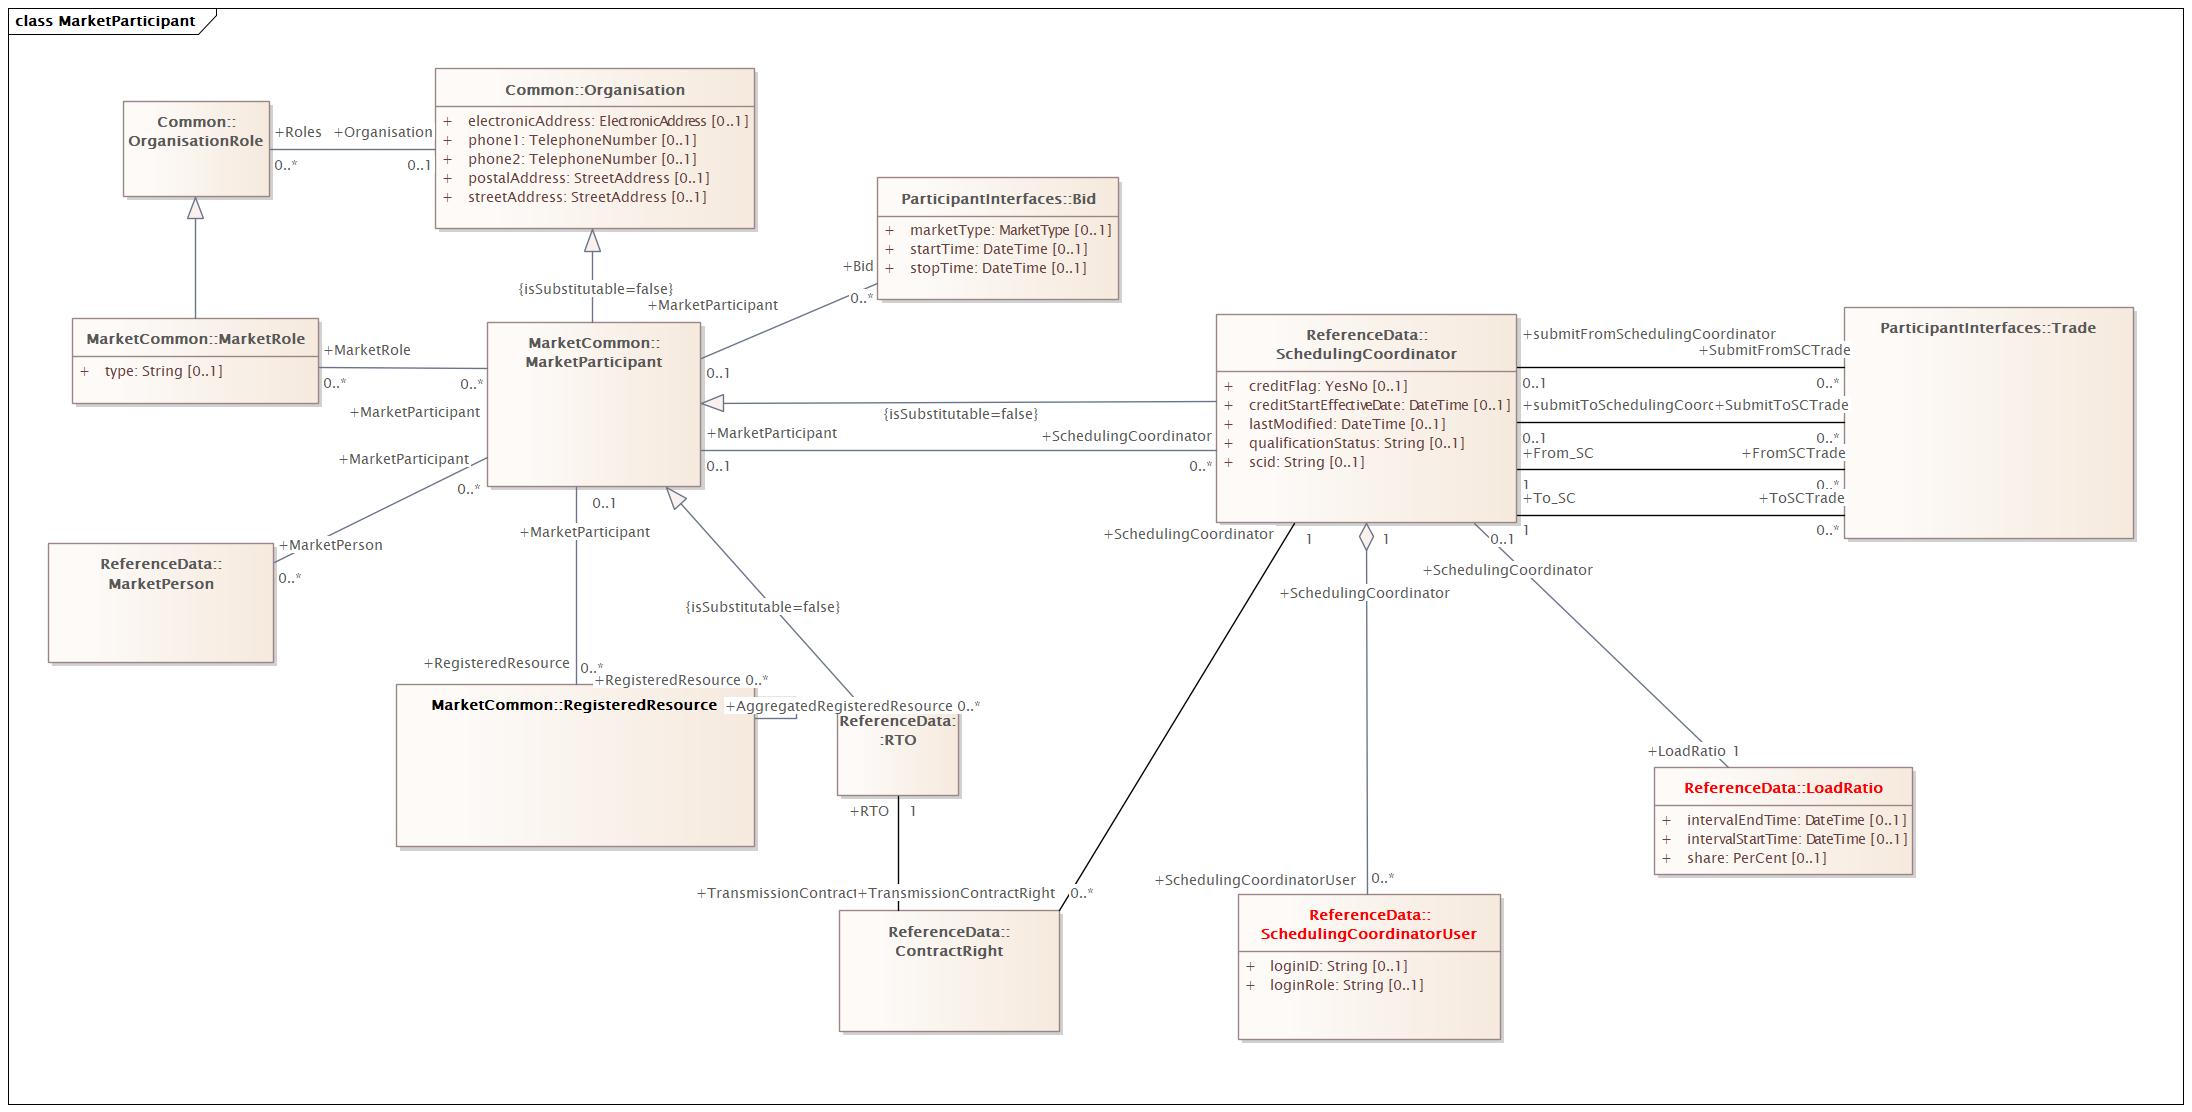 class MarketParticipant
Common::
OrganisationRole
+Roles
+Organisation
0..*
0..1
Common::Organisation
+ electronicAddress: ElectronicAddress [0..1]
+ phone1: TelephoneNumber [0..1]
+ phone2: TelephoneNumber [0..1]
+ postalAddress: StreetAddress [0..1]
+ streetAddress: StreetAddress [0..1]
{isSubstitutable=false}
ParticipantInterfaces::Bid
+ marketType: MarketType [0..1]
+ startTime: DateTime [0..1]
+ stopTime: DateTime [0..1]
+Bid
0..*
+MarketParticipant
0..1
MarketCommon::MarketRole
+ type: String [0..1]
+MarketRole
0..*
0..*
+MarketParticipant
MarketCommon::
MarketParticipant
{isSubstitutable=false}
+MarketParticipant
0..1
+SchedulingCoordinator
0..*
ReferenceData::
SchedulingCoordinator
+ creditFlag: YesNo [0..1]
+ creditStartEffectiveDate: DateTime [0..1]
+ lastModified: DateTime [0..1]
+ qualificationStatus: String [0..1]
+ scid: String [0..1]
+submitFromSchedulingCoordinator
+SubmitFromSCTrade
0..1
0..*
+submitToSchedulingCoorc
+SubmitToSCTrade
0..1
0..*
+From_SC
+FromSCTrade
1
0..*
+To_SC
+ToSCTrade
1
0..*
ParticipantInterfaces::Trade
+MarketParticipant
0..*
+MarketPerson
0..*
ReferenceData::
MarketPerson
0..1
+MarketParticipant
{isSubstitutable=false}
+RegisteredResource
0..*
+RegisteredResource 0..*
MarketCommon::RegisteredResource
+AggregatedRegisteredResource 0..*
ReferenceData:
:RTO
+RTO
1
+TransmissionContract
+TransmissionContractRight
0..*
ReferenceData::
ContractRight
+SchedulingCoordinator
1
1
+SchedulingCoordinator
0..1
+SchedulingCoordinator
+LoadRatio
1
ReferenceData::LoadRatio
+ intervalEndTime: DateTime [0..1]
+ intervalStartTime: DateTime [0..1]
+ share: PerCent [0..1]
+SchedulingCoordinatorUser
0..*
ReferenceData::
SchedulingCoordinatorUser
+ loginID: String [0..1]
+ loginRole: String [0..1]